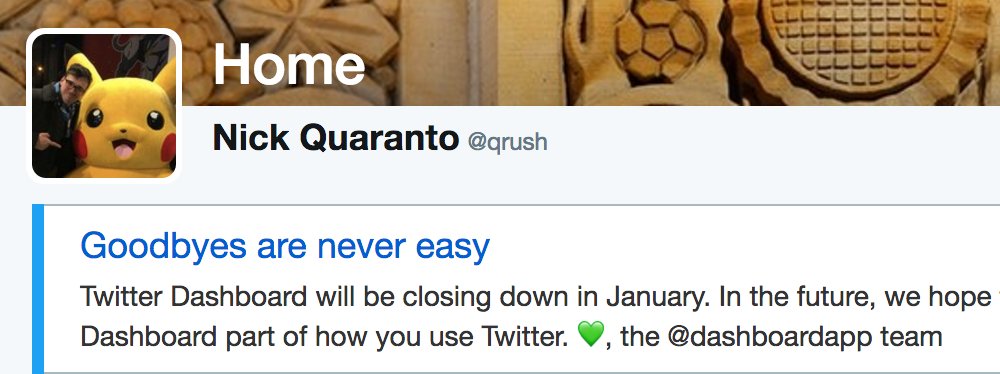 Home
Nick Quaranto @qrush
Goodbyes are never easy
Twitter Dashboard will be closing down in January. In the future, we hope
Dashboard part of how you use Twitter. 💚, the @dashboardapp team